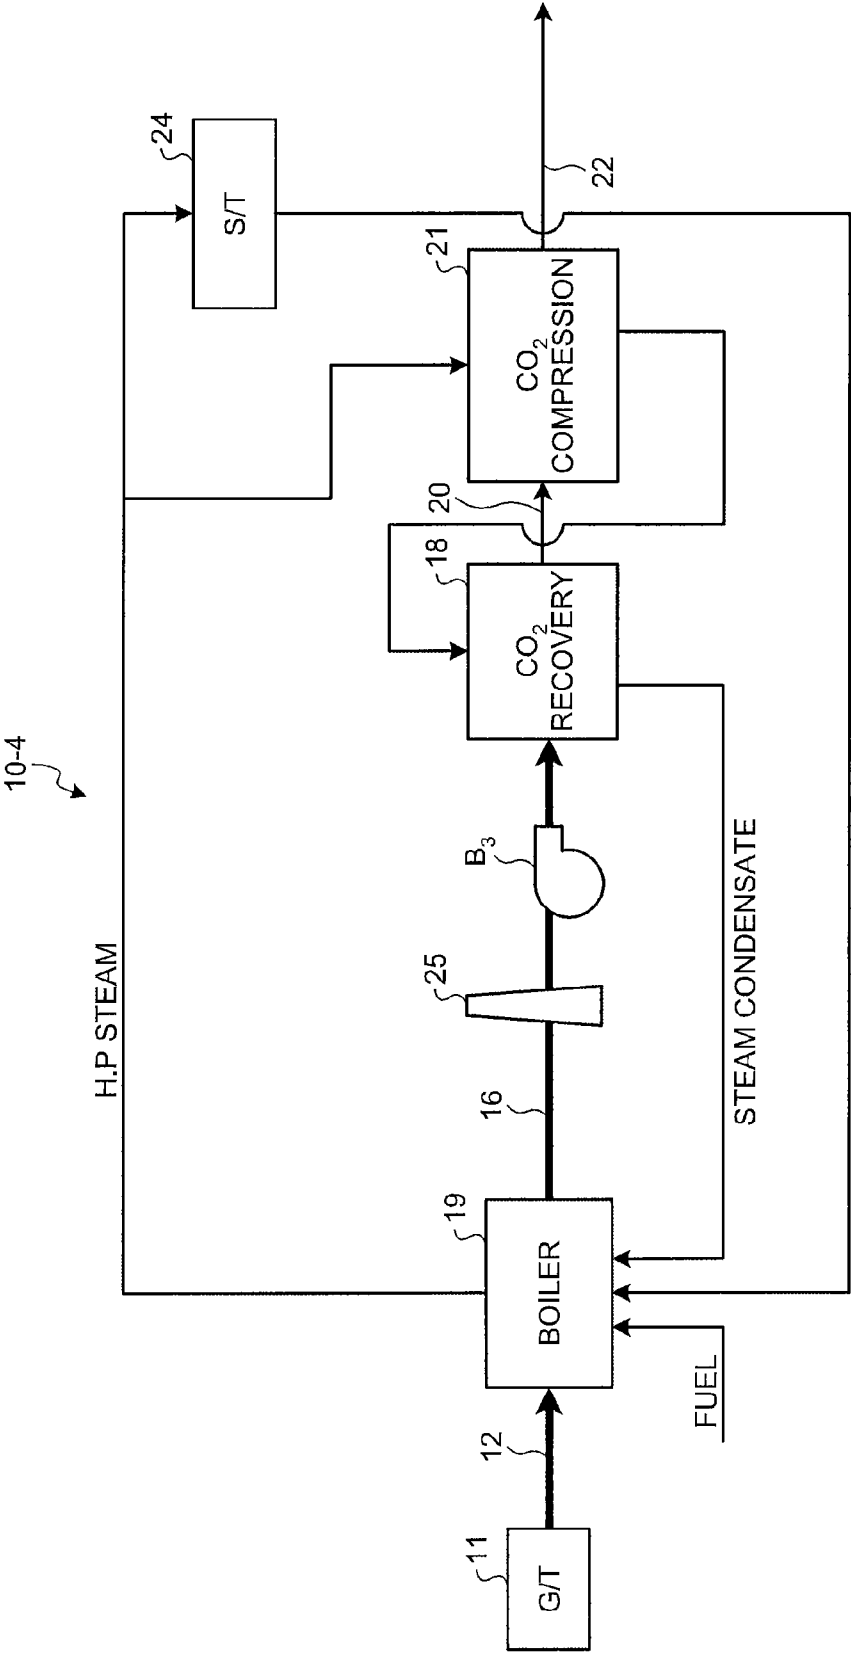 10-4
H.P STEAM
24
S/T
11
G/T
12
19
BOILER
16
25
B3
18
CO2
RECOVERY
20
21
CO2
COMPRESSION
22
FUEL
STEAM CONDENSATE